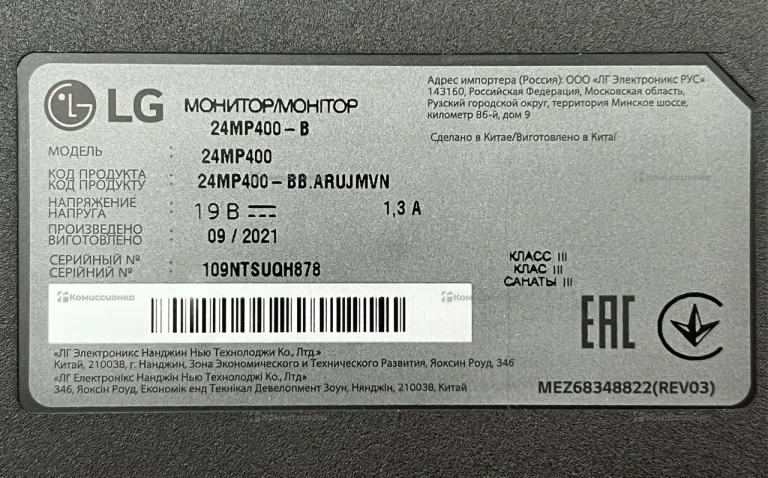 LG
МОНИТОР/МОНІТОР
24MP400-B
МОДЕЛЬ : 24MP400
КОД ПРОДУКТА
КОД ПРОДУКТУ : 24MP400-BB.ARUJMVN
НАПРЯЖЕНИЕ
НАПРУГА : 19 В 1,3 А
ПРОИЗВЕДЕНО
ВИГОТОВЛЕНО : 09 / 2021
СЕРИЙНЫЙ №
СЕРІЙНИЙ № : 109NTSUQH878
Адрес импортера (Россия): ООО «ЛГ Электроникс РУС»
143160, Российская Федерация, Московская область,
Рузский городской округ, территория Минское шоссе,
километр 86-й, дом 9
Сделано в Китае/Виготовлено в Китаї
КЛАСС III
КЛАС III
САНАТЫ III
EAC
Комиссионка
Комиссионка
«ЛГ Электроникс Нанджин Нью Технолоджи Ко., Лтд.»
Китай, 210038, г. Нанджин, Зона Экономического и Технического Развития, Яоксин Роуд, 346
«ЛГ Електронікс Нанджін Нью Технолоджі Ко., Лтд»
346, Яоксін Роуд, Економік енд Текнікал Девелопмент Зоун, Нянджін, 210038, Китай
MEZ68348822(REV03)